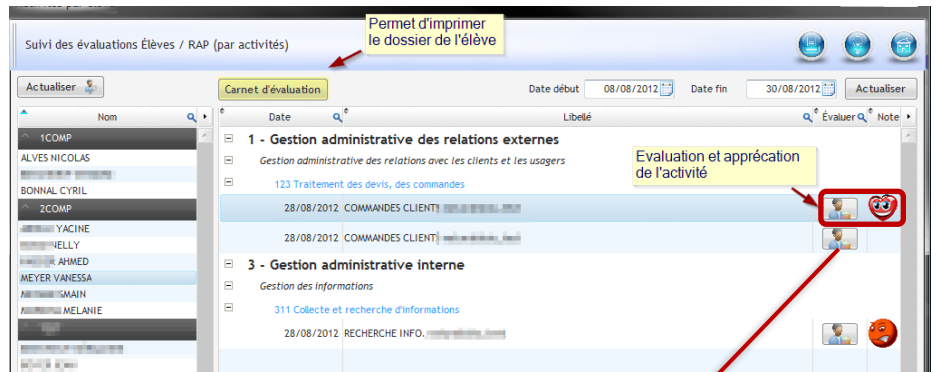 Permet d'imprimer
le dossier de l'élève
Suivi des évaluations Élèves / RAP (par activités)
Actualiser
Carnet d'évaluation
Date début 08/08/2012 Date fin 30/08/2012 Actualiser
Nom
Date Libellé Évaluer Note
1COMP
ALVES NICOLAS
BONNAL CYRIL
2COMP
YACINE
NELLY
AHMED
MEYER VANESSA
SMAIN
MELANIE
1 - Gestion administrative des relations externes
Gestion administrative des relations avec les clients et les usagers
123 Traitement des devis, des commandes
28/08/2012 COMMANDES CLIENTS
28/08/2012 COMMANDES CLIENTS
3 - Gestion administrative interne
Gestion des informations
311 Collecte et recherche d'informations
28/08/2012 RECHERCHE INFO.
Evaluation et apprécation
de l'activité